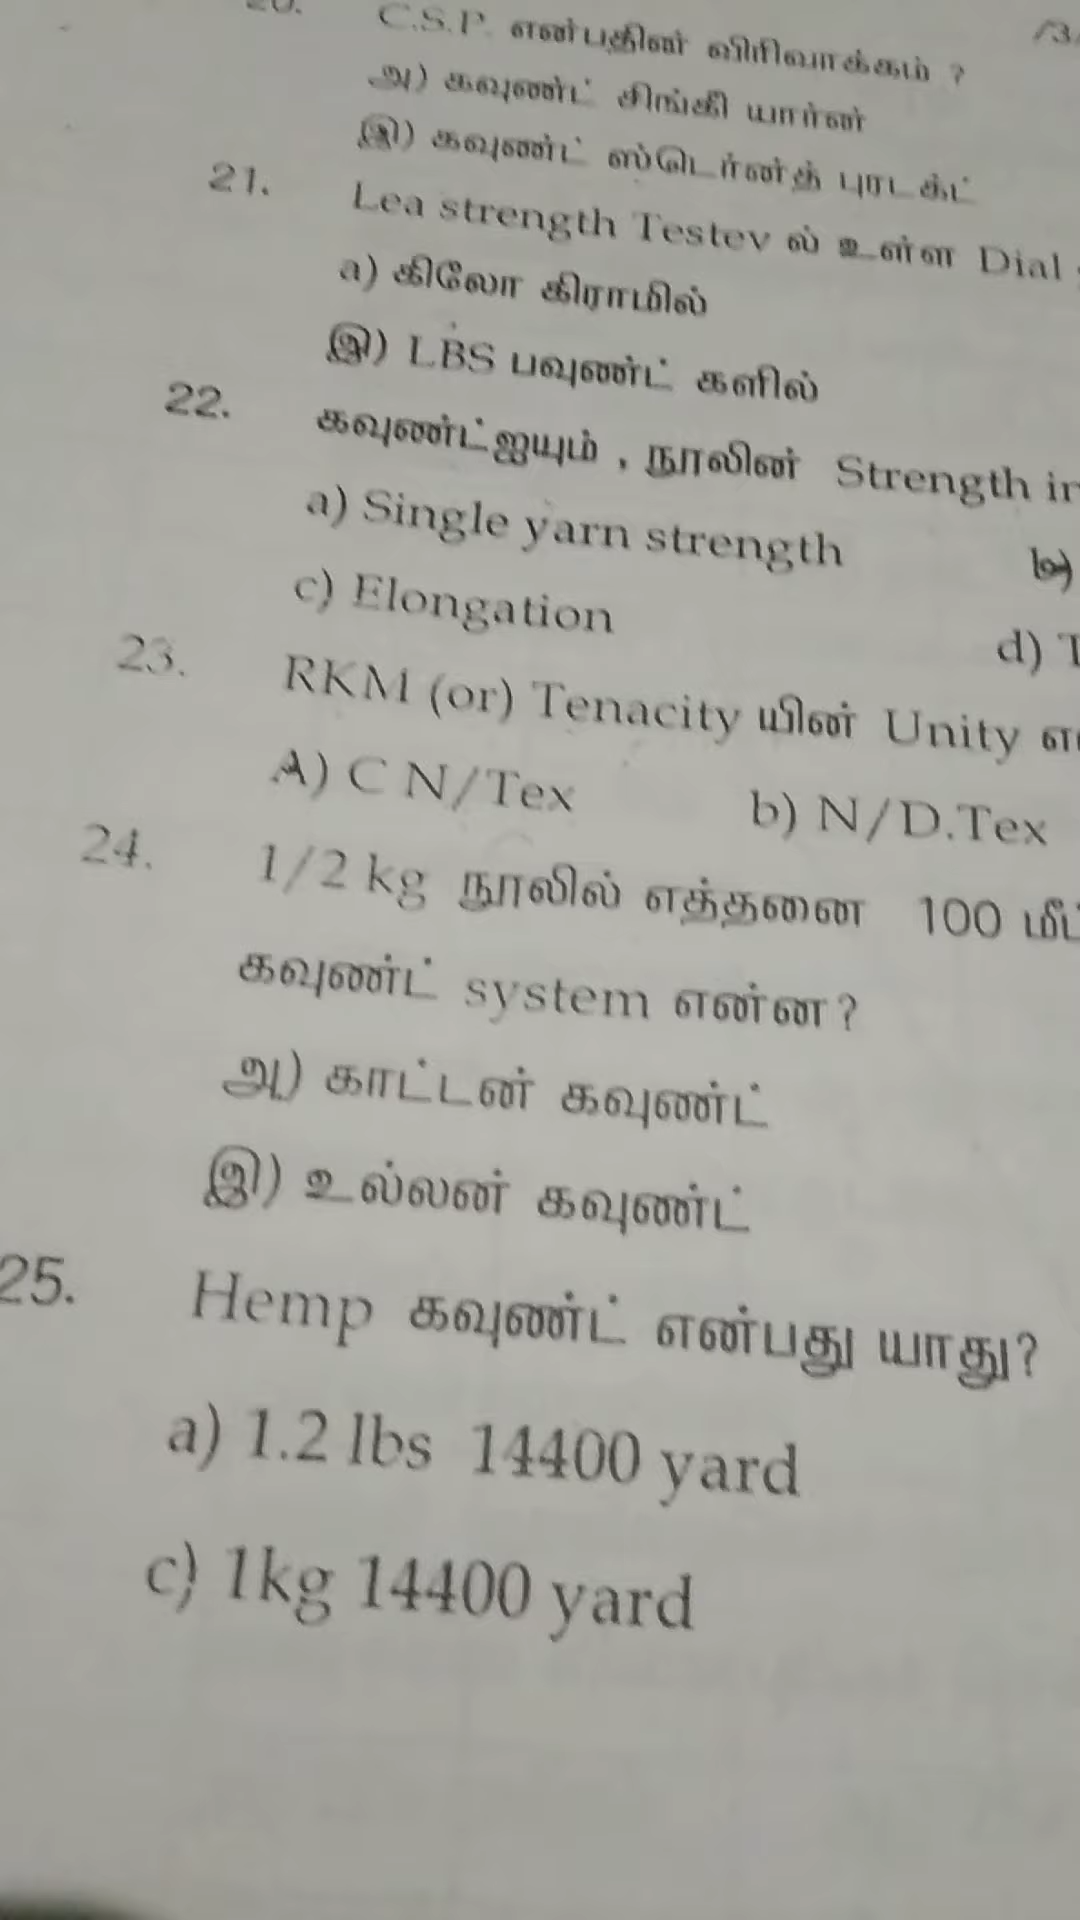 20. C.S.P. என்பதின் விரிவாக்கம் ?
அ) கவுண்ட் சிங்கி யார்ன்
இ) கவுண்ட் ஸ்டெர்ன்த் புரடக்ட்
21. Lea strength Testev ல் உள்ள Dial
a) கிலோ கிராமில்
இ) LBS பவுண்ட் களில்
22. கவுண்ட்ஐயும் , நூலின் Strength
a) Single yarn strength b)
c) Elongation d)
23. RKM (or) Tenacity யின் Unity
A) C N/Tex b) N/D.Tex
24. 1/2 kg நூலில் எத்தனை 100
கவுண்ட் system என்ன?
அ) காட்டன் கவுண்ட்
இ) உல்லன் கவுண்ட்
25. Hemp கவுண்ட் என்பது யாது?
a) 1.2 lbs 14400 yard
c) 1kg 14400 yard